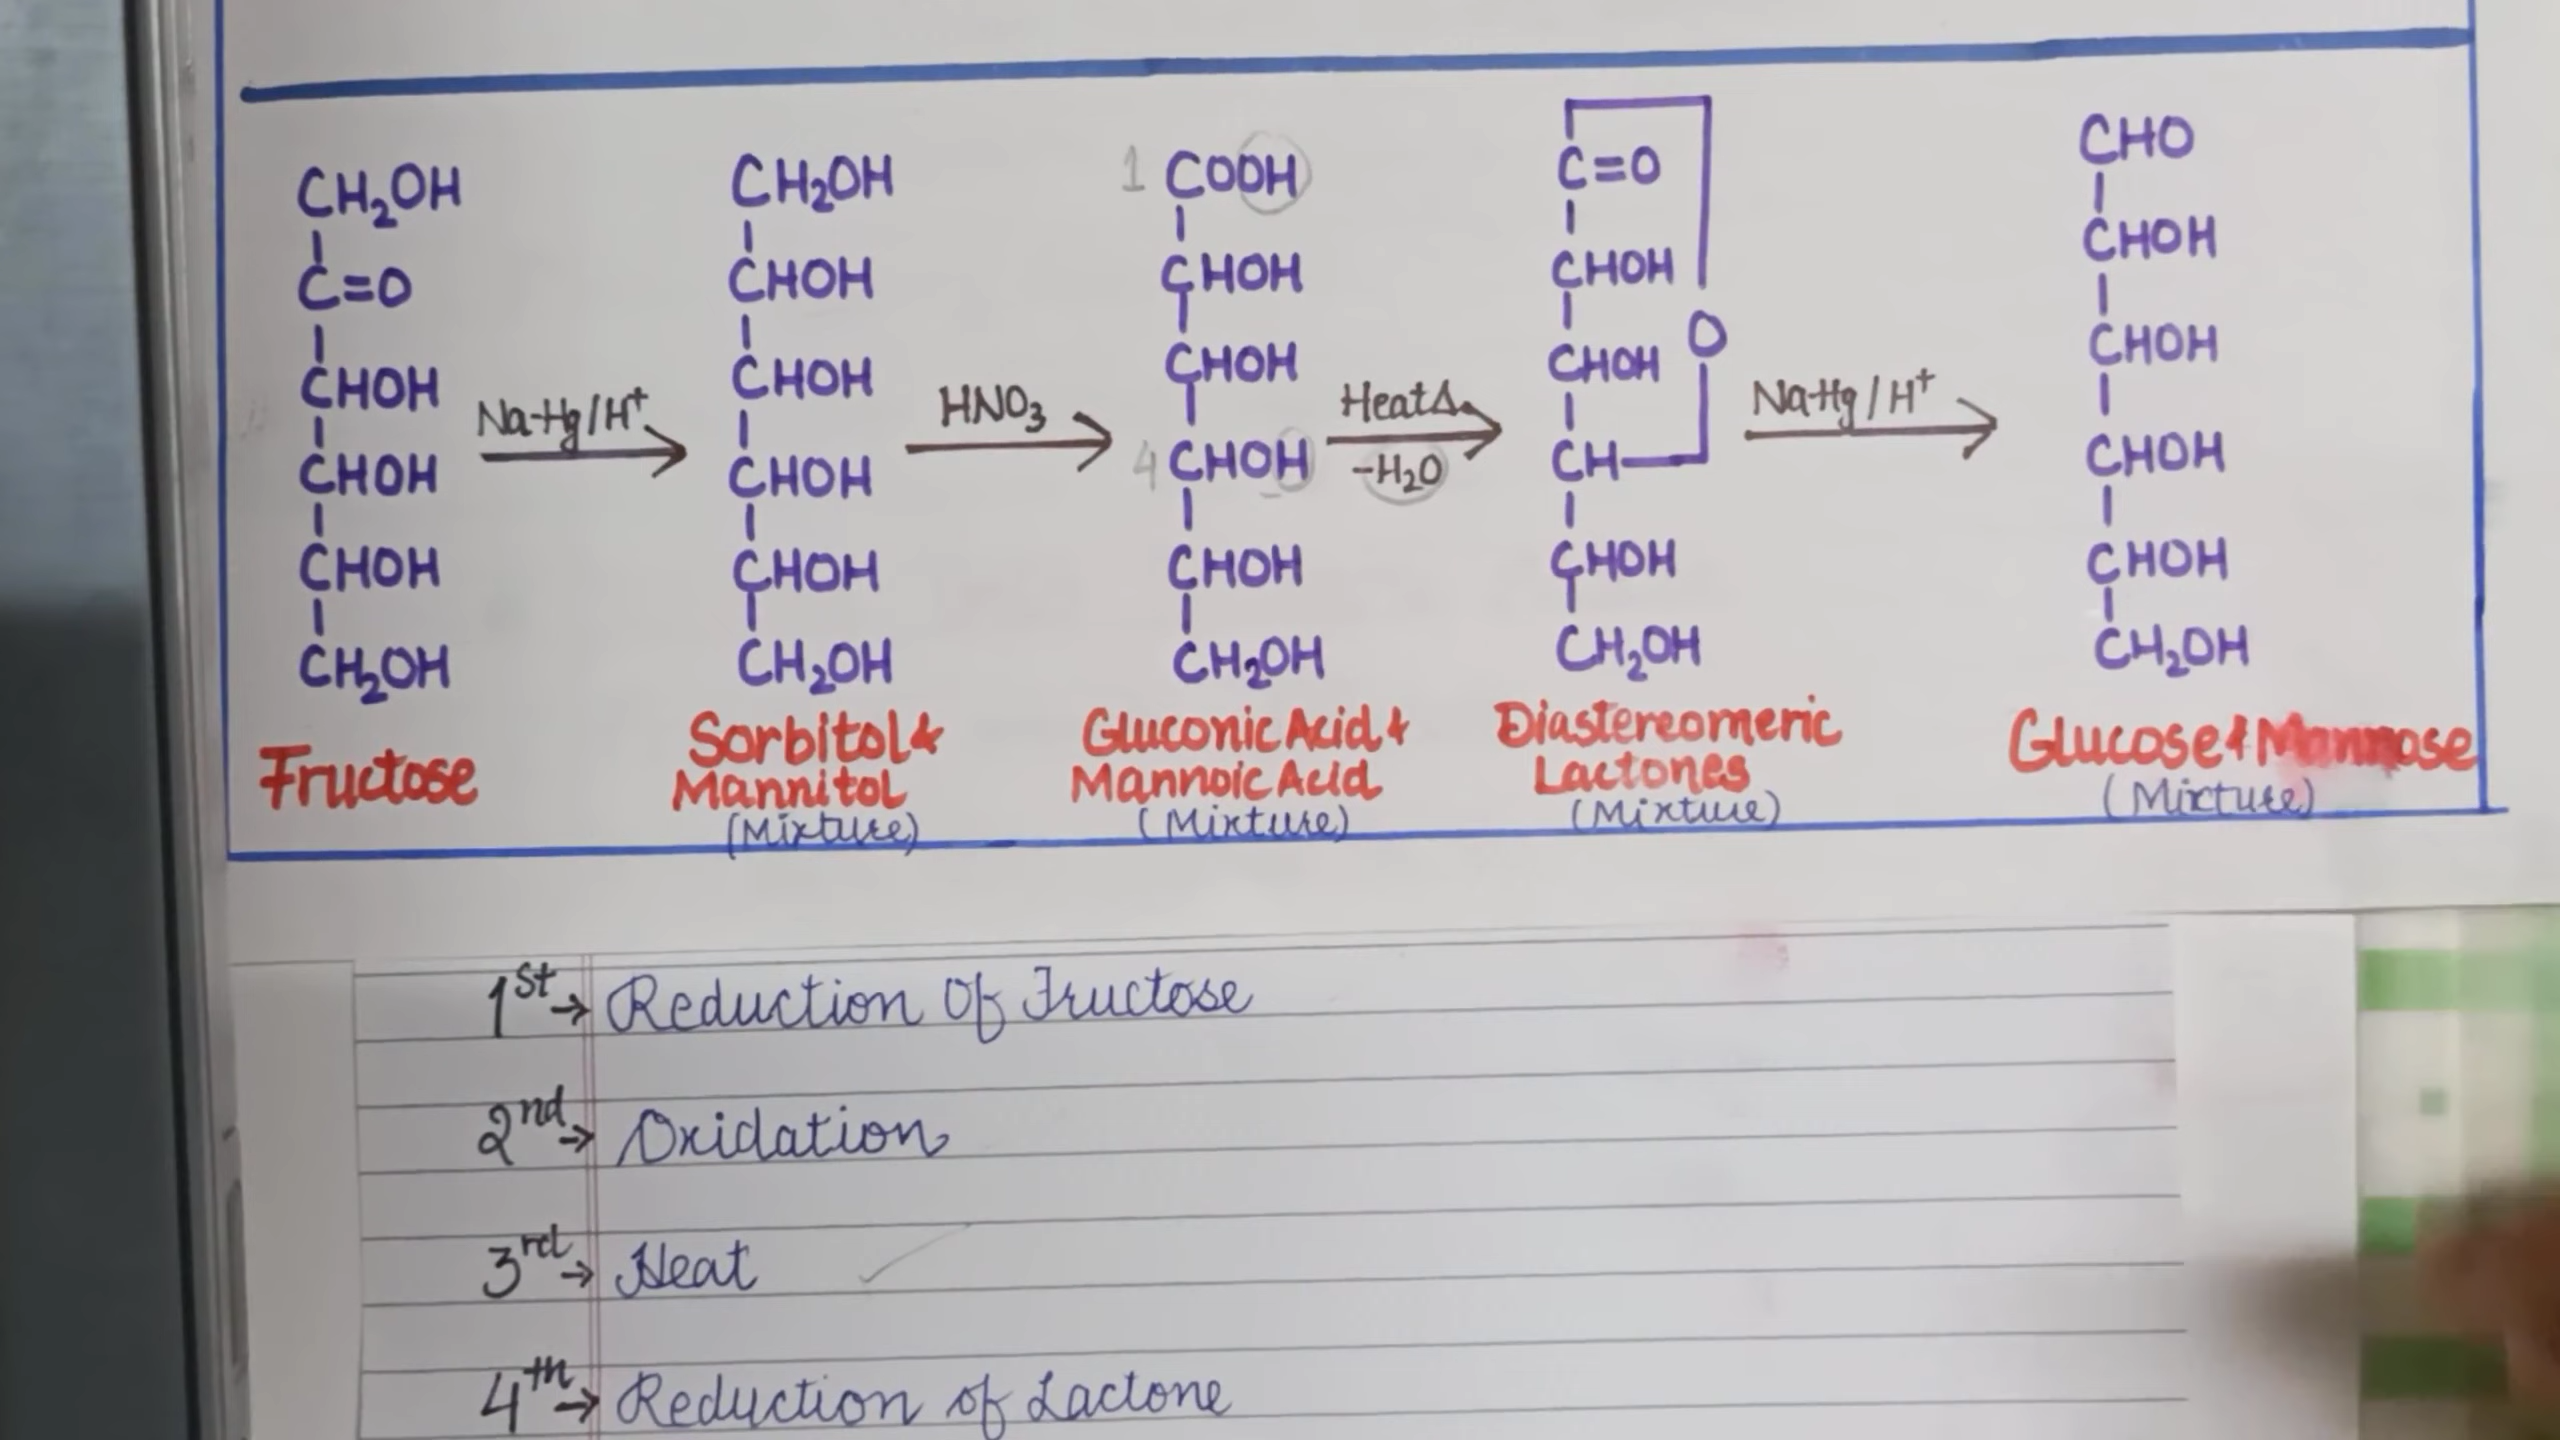 CH₂OH
C=O
CHOH
CHOH
CHOH
CH₂OH
Fructose
Na-Hg/H⁺
CH₂OH
CHOH
CHOH
CHOH
CHOH
CH₂OH
Sorbitol &
Mannitol
(Mixture)
HNO₃
1 COOH
CHOH
CHOH
4 CHOH
CHOH
CH₂OH
Gluconic Acid &
Mannoic Acid
(Mixture)
Heat Δ
-H₂O
C=O
CHOH
CHOH
O
CH
CHOH
CH₂OH
Diastereomeric
Lactones
(Mixture)
Na-Hg/H⁺
CHO
CHOH
CHOH
CHOH
CHOH
CH₂OH
Glucose & Mannose
(Mixture)
1st → Reduction Of Fructose
2nd → Oxidation
3rd → Heat
4th → Reduction of Lactone